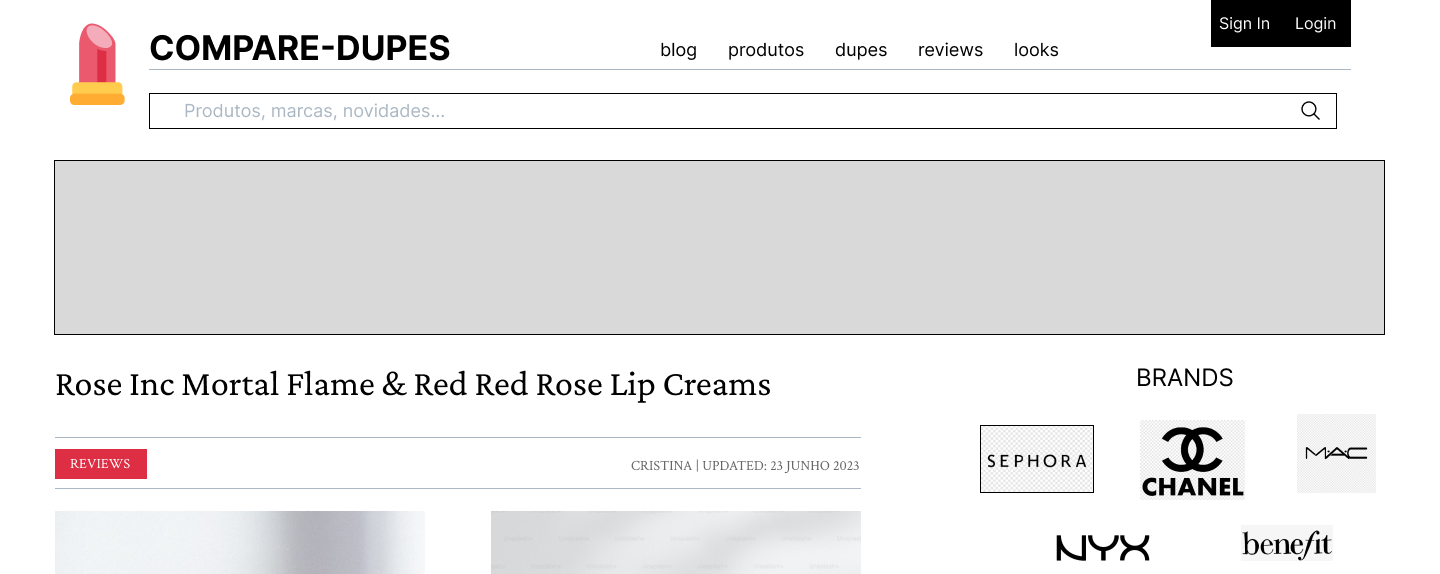 Sign In Login
COMPARE-DUPES
blog produtos dupes reviews looks
Produtos, marcas, novidades...
Rose Inc Mortal Flame & Red Red Rose Lip Creams
REVIEWS
CRISTINA | UPDATED: 23 JUNHO 2023
BRANDS
SEPHORA
CHANEL
MAC
NYX
benefit